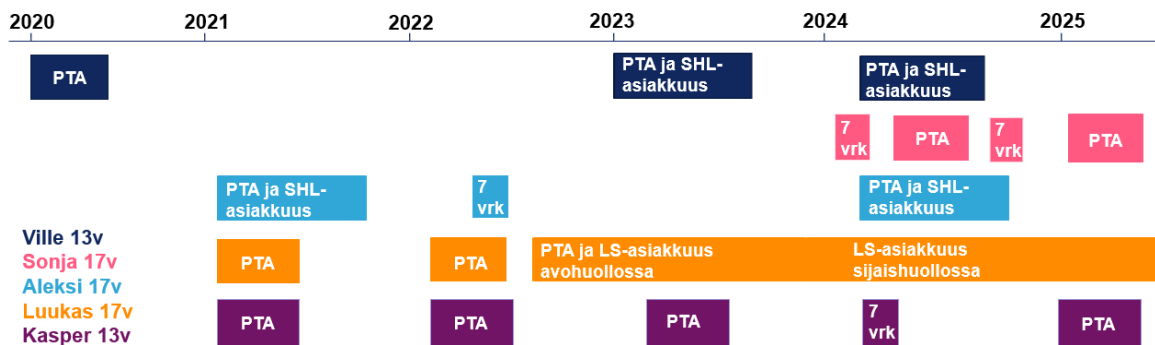 2020 2021 2022 2023 2024 2025
PTA
PTA ja SHL-
asiakkuus
PTA ja SHL-
asiakkuus
7
vrk
PTA
7
vrk
PTA
PTA ja SHL-
asiakkuus
7
vrk
PTA ja SHL-
asiakkuus
Ville 13v
Sonja 17v
Aleksi 17v
Luukas 17v
Kasper 13v
PTA
PTA
PTA ja LS-asiakkuus
avohuollossa
LS-asiakkuus
sijaishuollossa
PTA
PTA
PTA
7
vrk
PTA